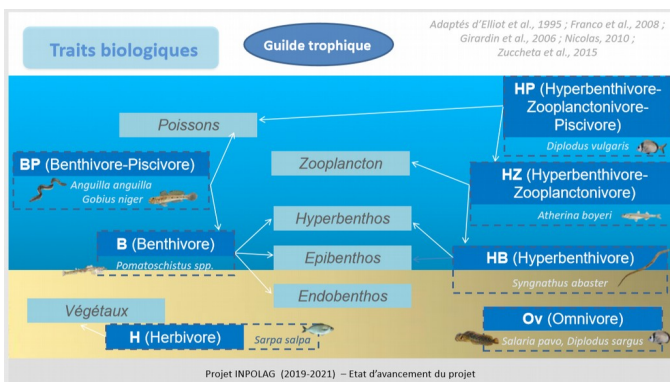 Traits biologiques
Guilde trophique
Adaptés d'Elliot et al., 1995 ; Franco et al., 2008 ;
Girardin et al., 2006 ; Nicolas, 2010 ;
Zuccheta et al., 2015
HP (Hyperbenthivore-
Zooplanctonivore-
Piscivore)
Diplodus vulgaris
Poissons
BP (Benthivore-Piscivore)
Anguilla anguilla
Gobius niger
Zooplancton
HZ (Hyperbenthivore-
Zooplanctonivore)
Atherina boyeri
Hyperbenthos
B (Benthivore)
Pomatoschistus spp.
Epibenthos
HB (Hyperbenthivore)
Syngnathus abaster
Endobenthos
Végétaux
H (Herbivore)
Sarpa salpa
Ov (Omnivore)
Salaria pavo, Diplodus sargus
Projet INPOLAG (2019-2021) – Etat d'avancement du projet